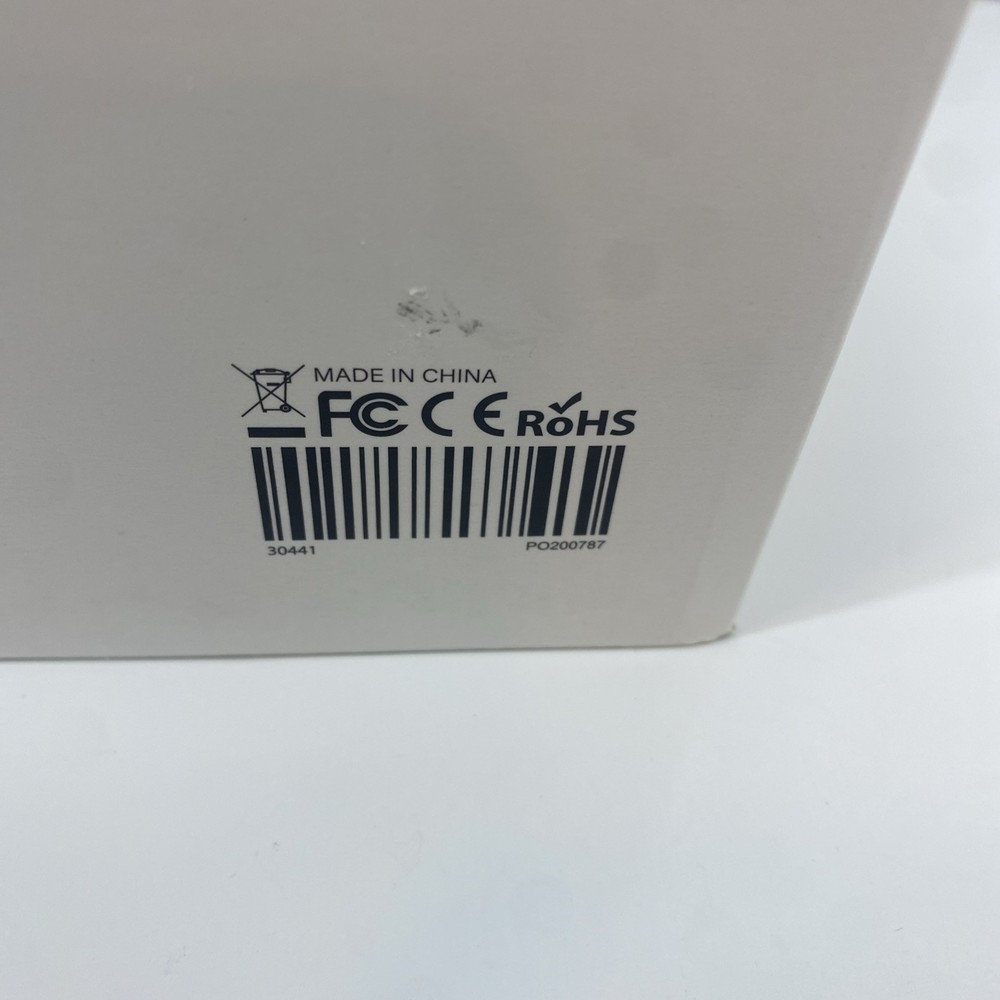 MADE IN CHINA
FC CE RoHS
30441 PO200787